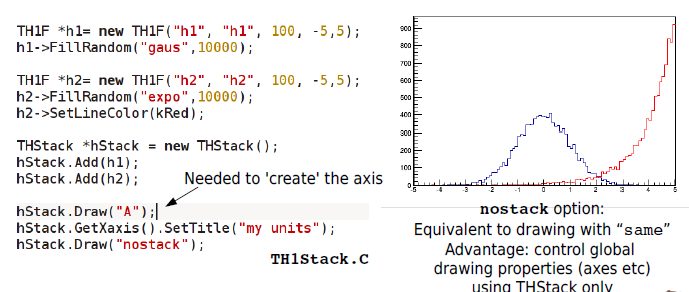 TH1F *h1= new TH1F("h1", "h1", 100, -5,5);
h1->FillRandom("gaus",10000);
TH1F *h2= new TH1F("h2", "h2", 100, -5,5);
h2->FillRandom("expo",10000);
h2->SetLineColor(kRed);
THStack *hStack = new THStack();
hStack.Add(h1);
hStack.Add(h2);
Needed to 'create' the axis
hStack.Draw("A");
hStack.GetXaxis().SetTitle("my units");
hStack.Draw("nostack");
TH1Stack.C
900
800
700
600
500
400
300
200
100
0
-5 -4 -3 -2 -1 0 1 2 3 4 5
nostack option:
Equivalent to drawing with “same”
Advantage: control global
drawing properties (axes etc)
using THStack only